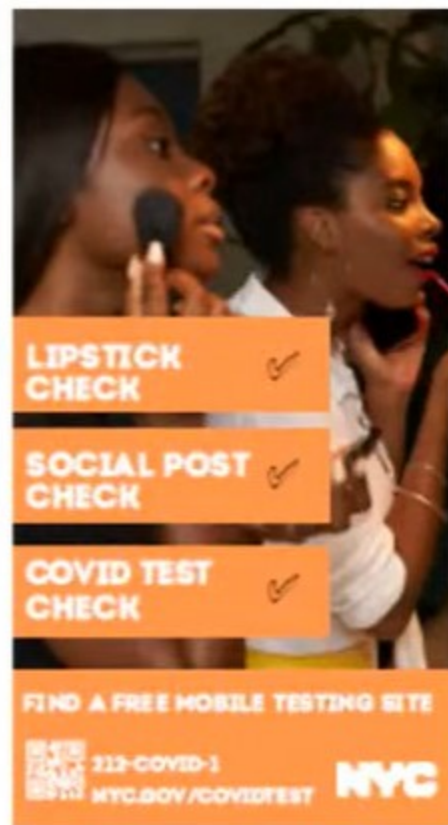 LIPSTICK
CHECK
SOCIAL POST
CHECK
COVID TEST
CHECK
FIND A FREE MOBILE TESTING SITE
212-COVID-1
NYC.GOV/COVIDTEST
NYC